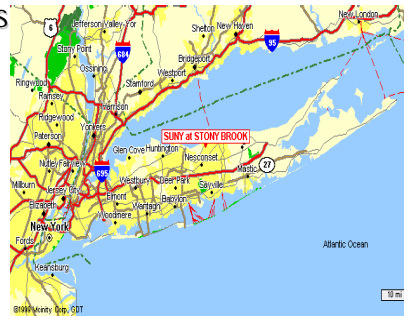 S
6
Jefferson Valley-Yor
Shelton
New Haven
New London
Stony Point
684
95
Ossining
Bridgeport
Ringwood
Westport
Ramsey
Stamford
Ridgewood
Harrison
Paterson
Yonkers
SUNY at STONY BROOK
Glen Cove
Huntington
Nutley
Fairview
Nesconset
695
27
Millburn
Jersey City
Westbury
Deer Park
Mastic
Elizabeth
Elmont
Wantagh
Babylon
Sayville
Woodmere
New York
Fords
Atlantic Ocean
Keansburg
10 mi
©1999 Vicinity Corp, GDT